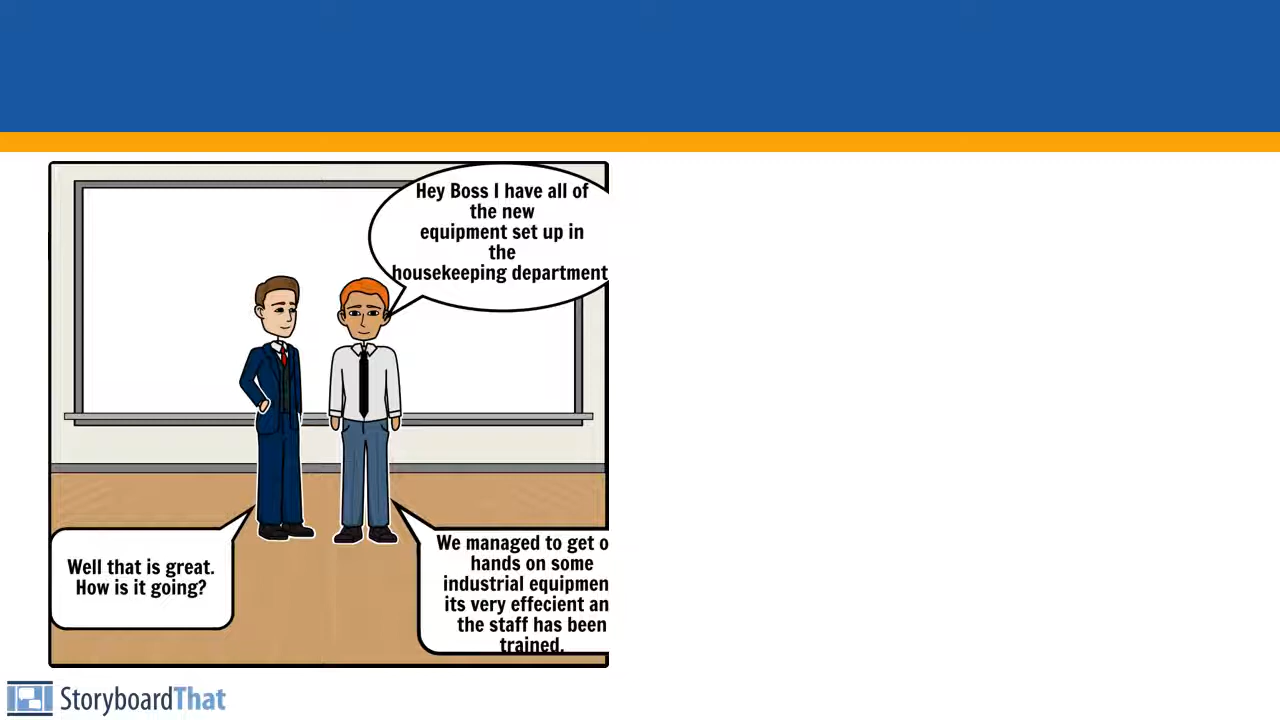 Hey Boss I have all of
the new
equipment set up in
the
housekeeping department
Well that is great.
How is it going?
We managed to get o
hands on some
industrial equipmen
its very effecient an
the staff has been
trained.
StoryboardThat